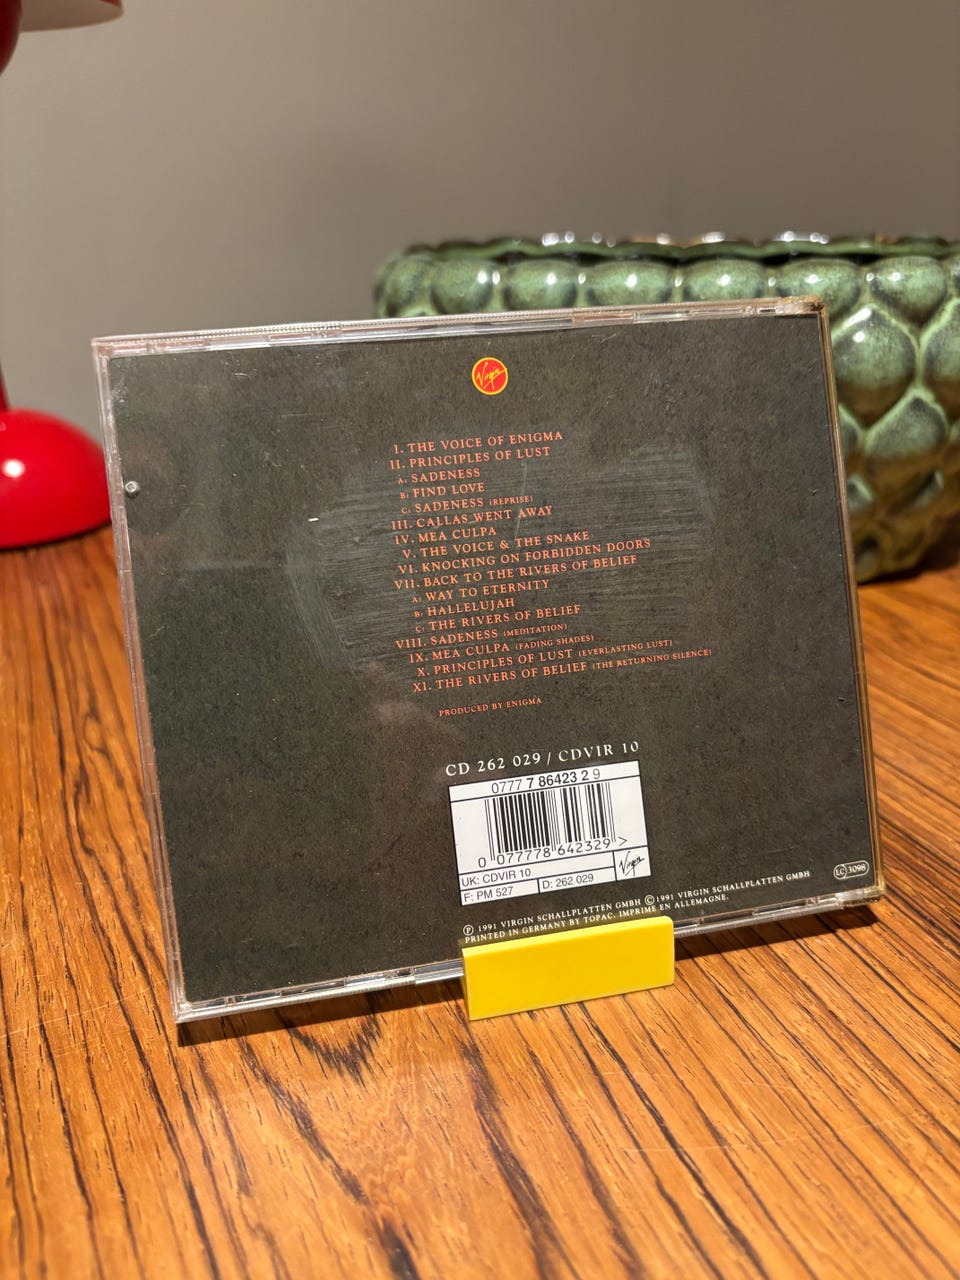 Virgin
I. THE VOICE OF ENIGMA
II. PRINCIPLES OF LUST
A: SADENESS
B: FIND LOVE
C: SADENESS (REPRISE)
III. CALLAS WENT AWAY
IV. MEA CULPA
V. THE VOICE & THE SNAKE
VI. KNOCKING ON FORBIDDEN DOORS
VII. BACK TO THE RIVERS OF BELIEF
A: WAY TO ETERNITY
B: HALLELUJAH
C: THE RIVERS OF BELIEF
VIII. SADENESS (MEDITATION)
IX. MEA CULPA (FADING SHADES)
X. PRINCIPLES OF LUST (EVERLASTING LUST)
XI. THE RIVERS OF BELIEF (THE RETURNING SILENCE)
PRODUCED BY ENIGMA
CD 262 029 / CDVIR 10
0777 7 86423 2 9
0 077778 642329 >
UK: CDVIR 10
F: PM 527 D: 262 029
Virgin
LC 3098
℗ 1991 VIRGIN SCHALLPLATTEN GMBH © 1991 VIRGIN SCHALLPLATTEN GMBH
PRINTED IN GERMANY BY TOPAC. IMPRIME EN ALLEMAGNE.